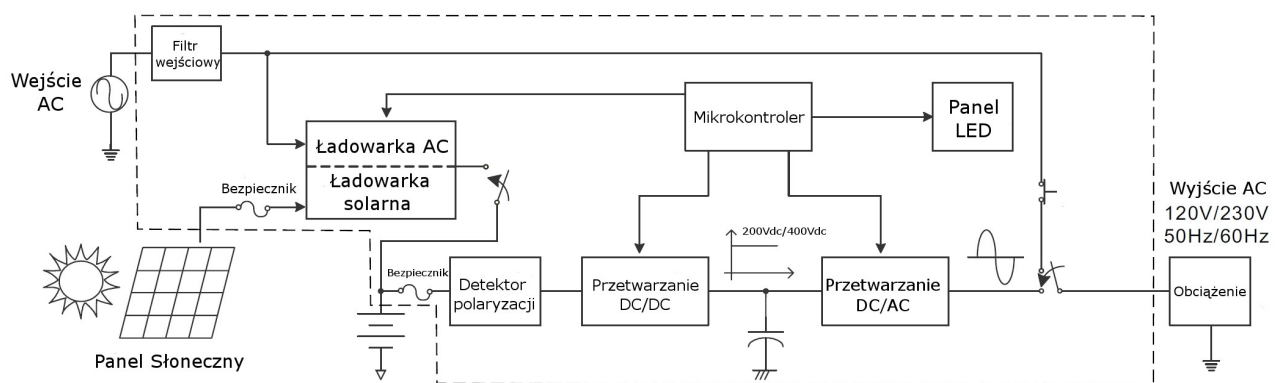 Filtr
wejściowy
Wejście
AC
Mikrokontroler
Panel
LED
Ładowarka AC
Ładowarka
solarna
Bezpiecznik
Wyjście AC
120V/230V
50Hz/60Hz
200Vdc/400Vdc
Bezpiecznik
Detektor
polaryzacji
Przetwarzanie
DC/DC
Przetwarzanie
DC/AC
Obciążenie
Panel Słoneczny